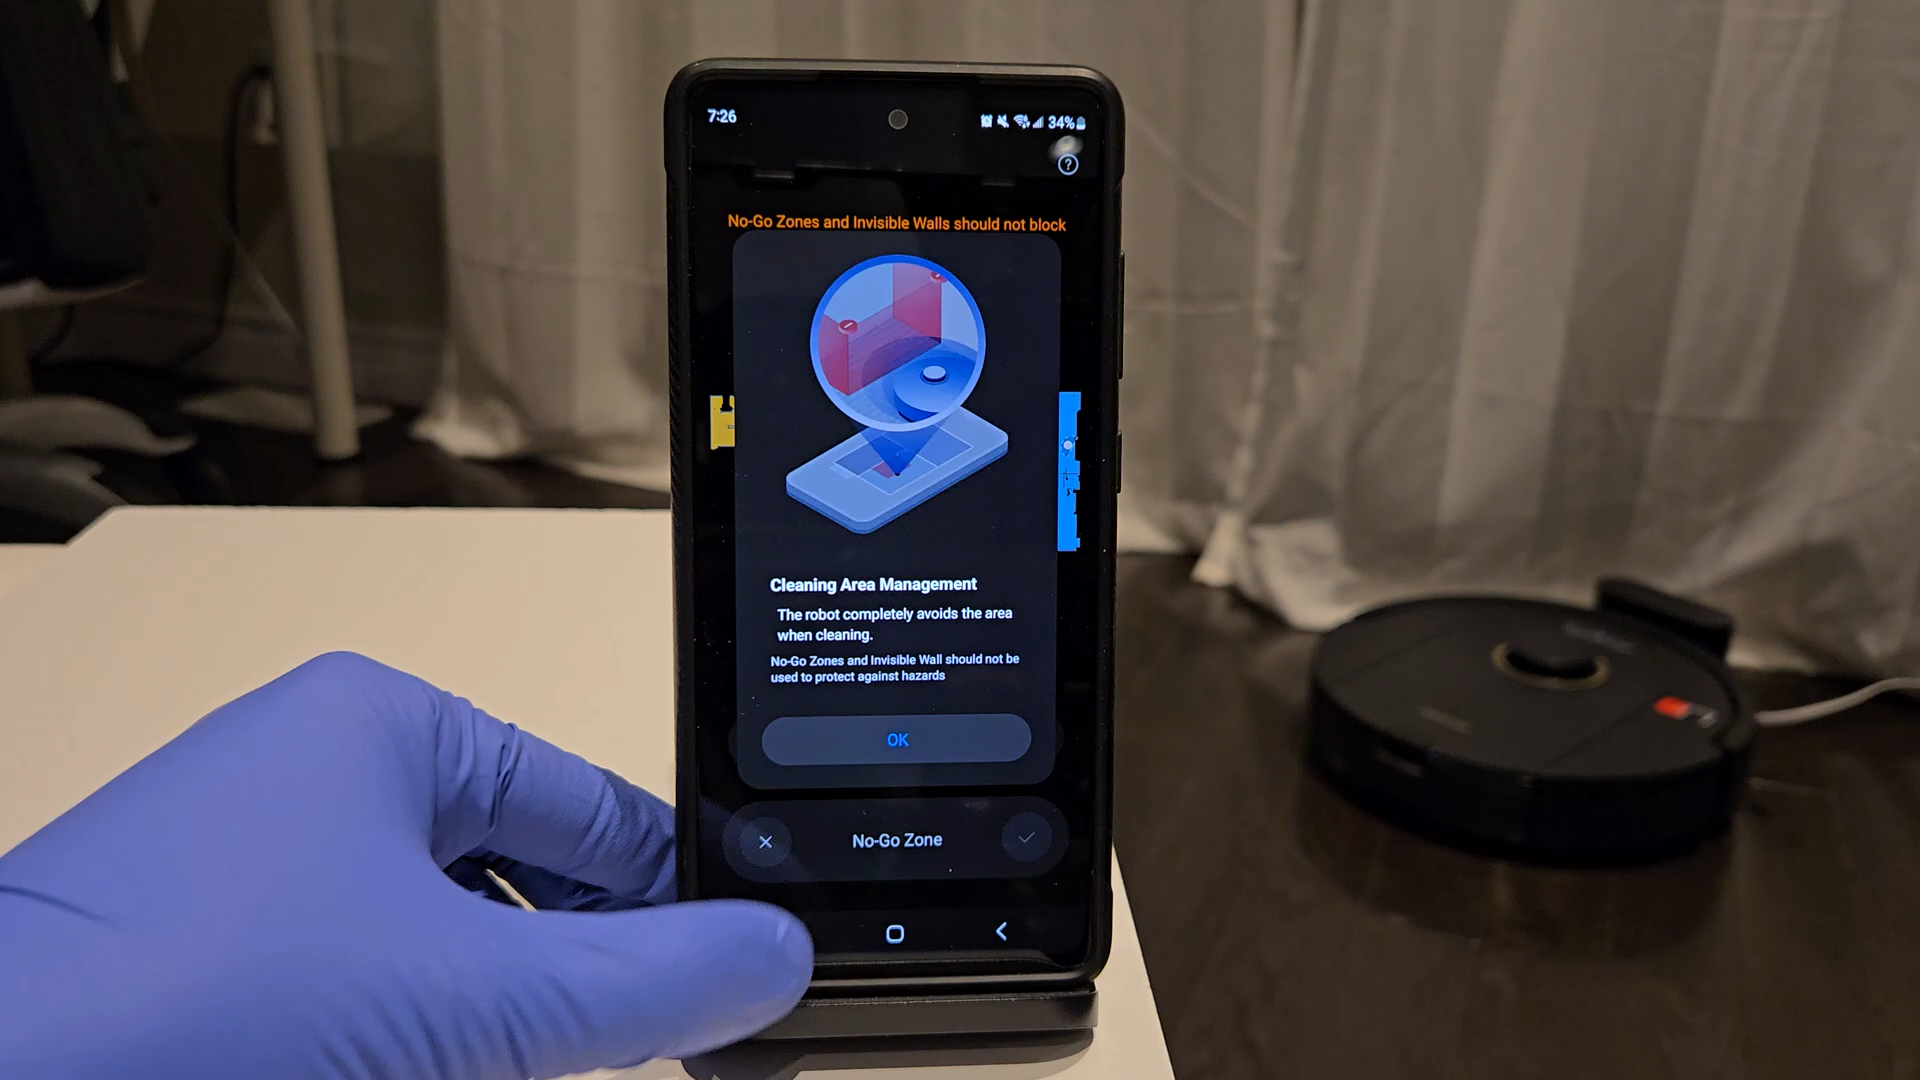 7:26
34%
No-Go Zones and Invisible Walls should not block
Cleaning Area Management
The robot completely avoids the area
when cleaning.
No-Go Zones and Invisible Wall should not be
used to protect against hazards
OK
No-Go Zone